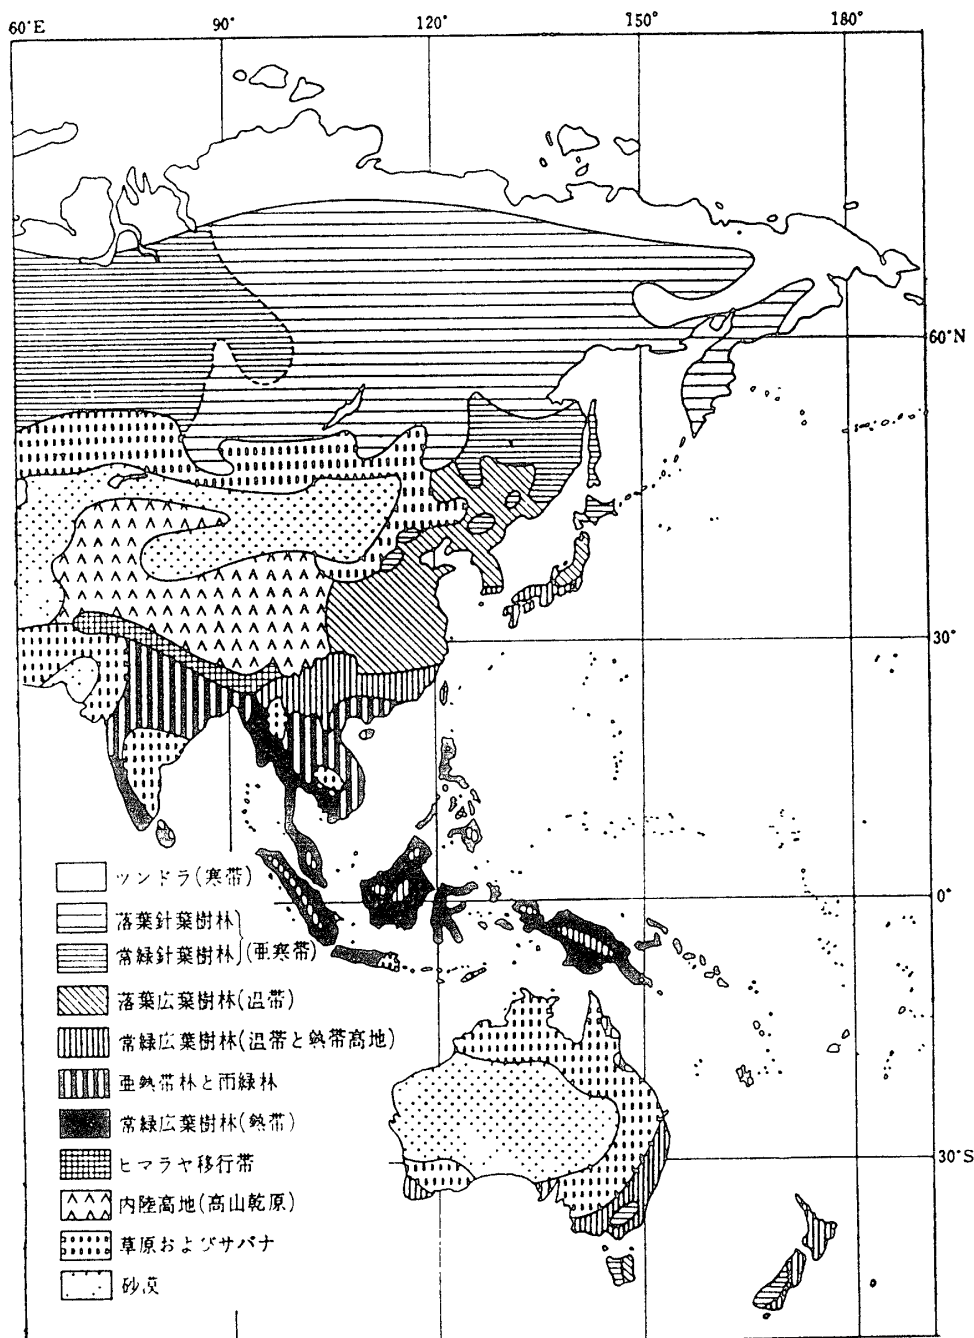 60°E 90° 120° 150° 180°
60°N
30°
0°
30°S
ツンドラ(寒帯)
落葉針葉樹林
常緑針葉樹林 (亜寒帯)
落葉広葉樹林(温帯)
常緑広葉樹林(温帯と熱帯高地)
亜熱帯林と雨緑林
常緑広葉樹林(熱帯)
ヒマラヤ移行帯
内陸高地(高山乾原)
草原およびサバナ
砂漠